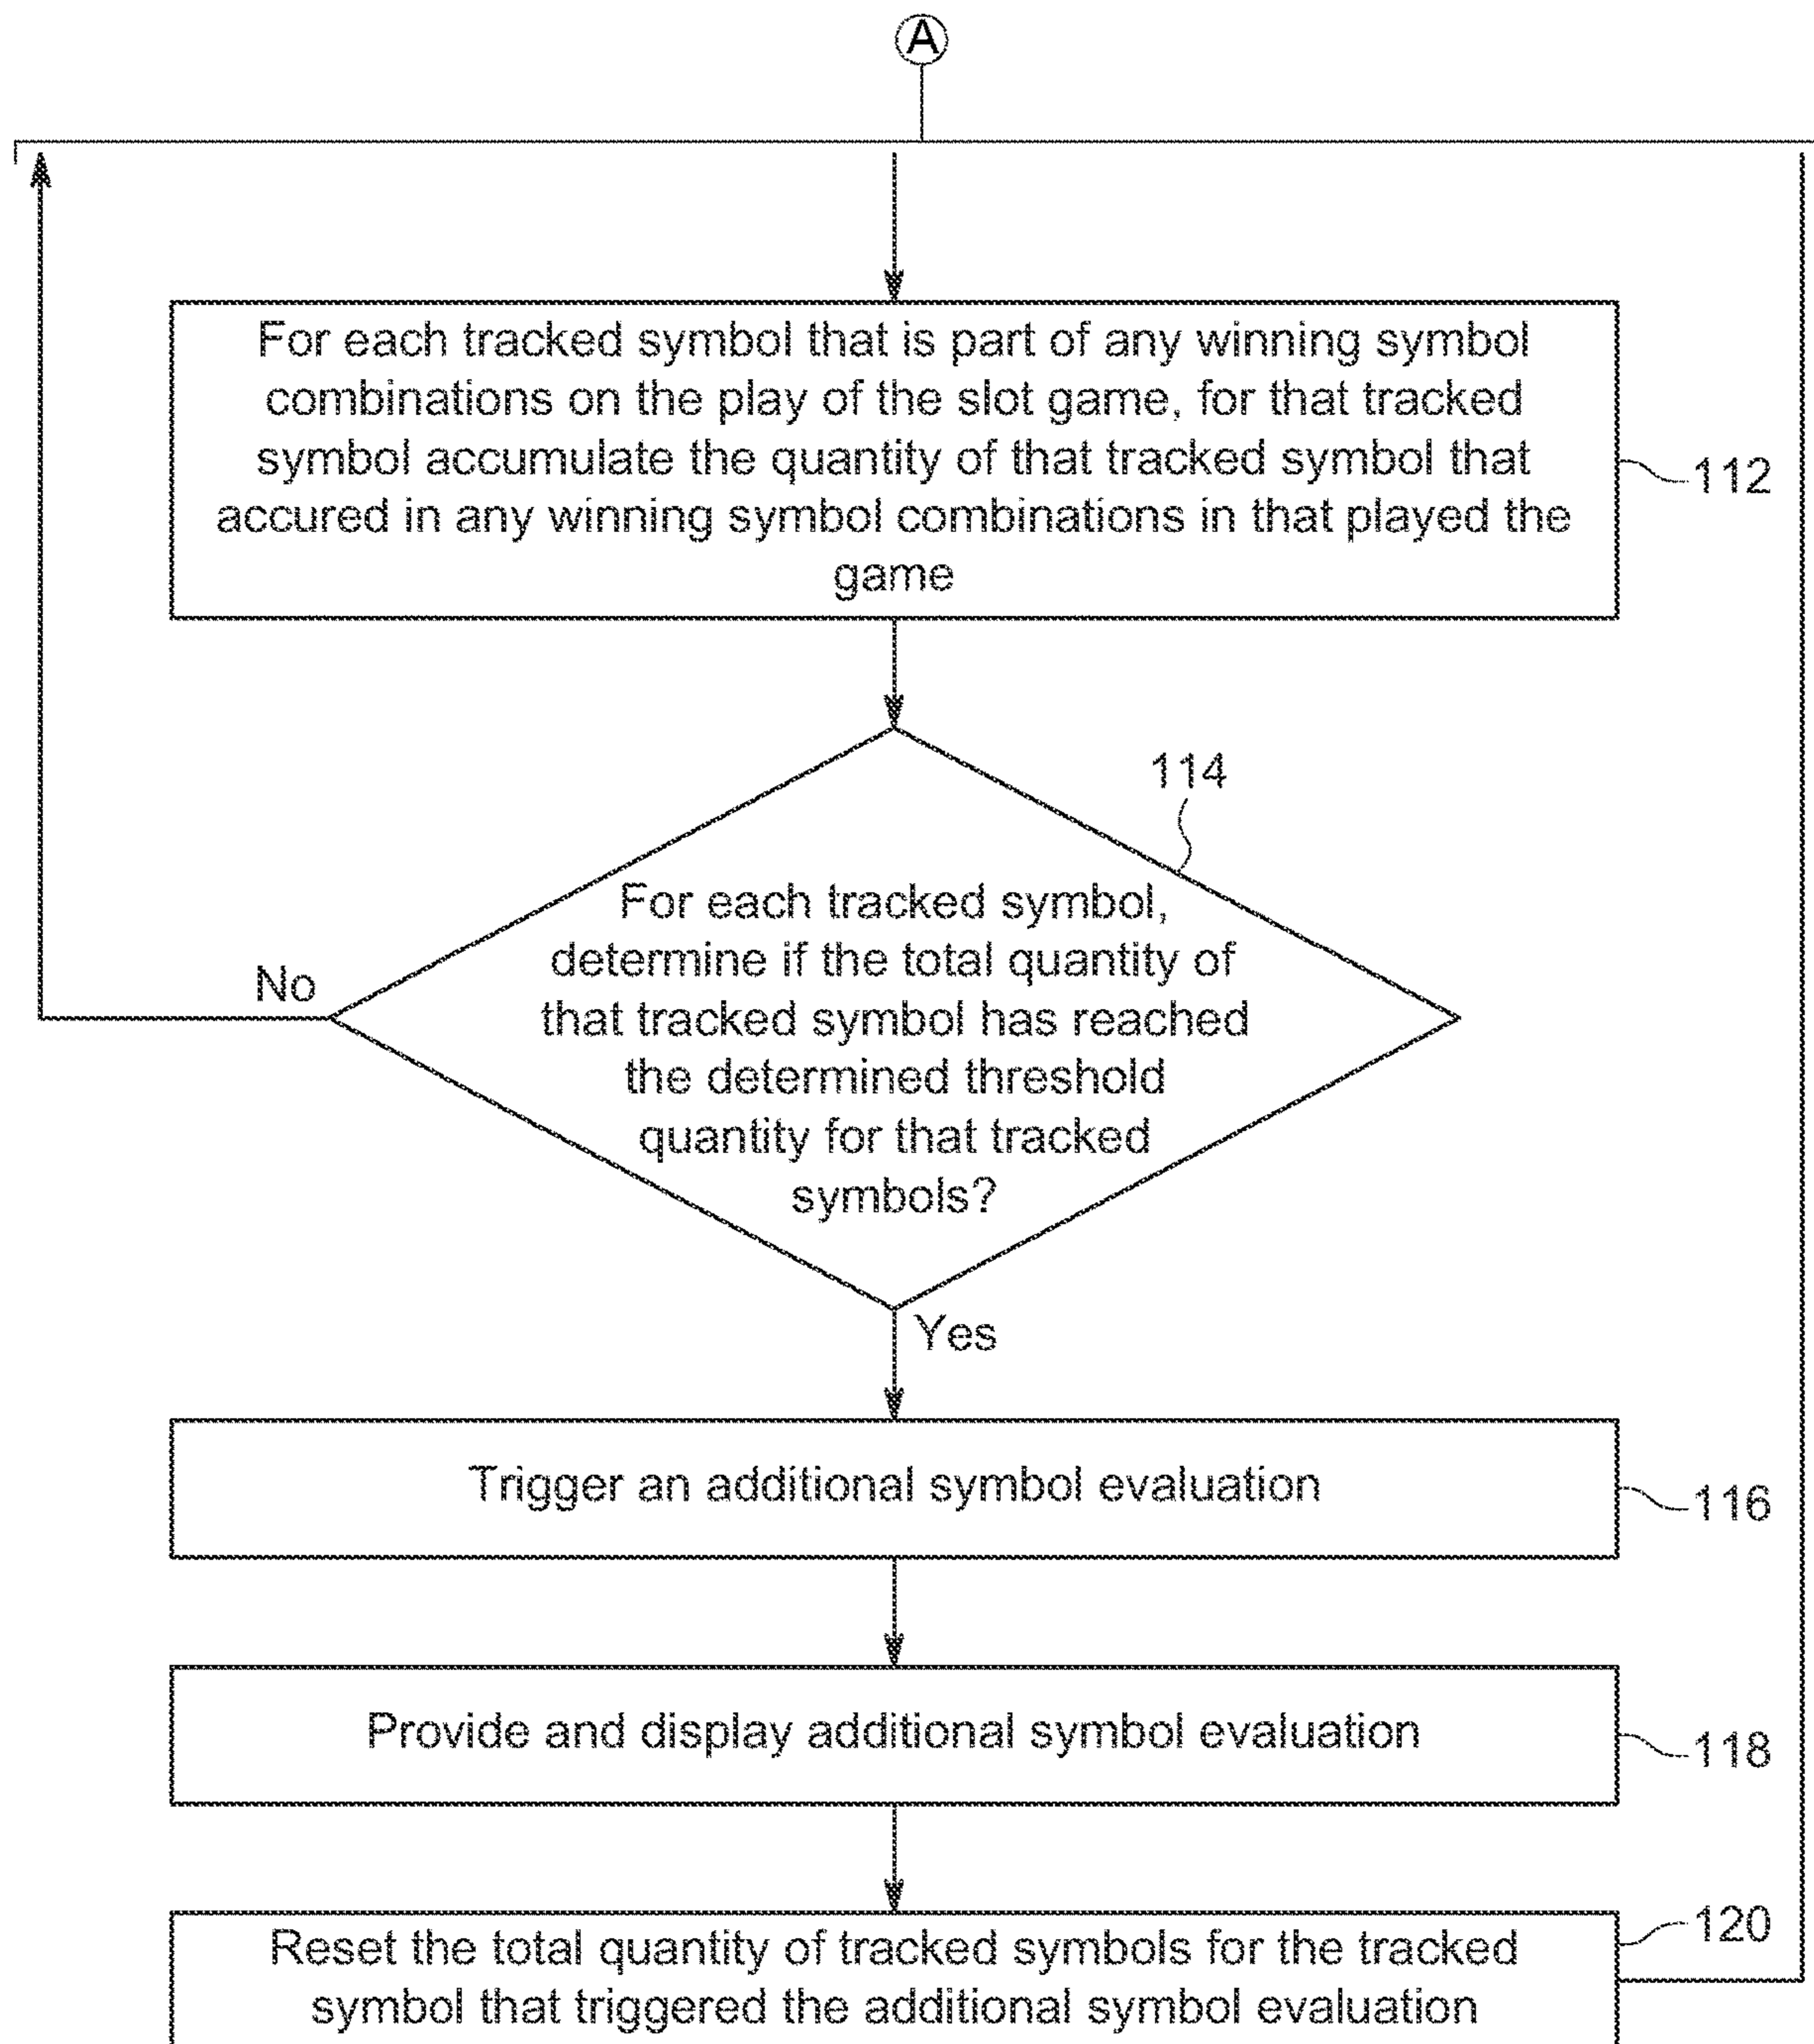 A
For each tracked symbol that is part of any winning symbol
combinations on the play of the slot game, for that tracked
symbol accumulate the quantity of that tracked symbol that
accured in any winning symbol combinations in that played the
game
112
114
For each tracked symbol,
determine if the total quantity of
that tracked symbol has reached
the determined threshold
quantity for that tracked
symbols?
No
Yes
Trigger an additional symbol evaluation
116
Provide and display additional symbol evaluation
118
Reset the total quantity of tracked symbols for the tracked
symbol that triggered the additional symbol evaluation
120